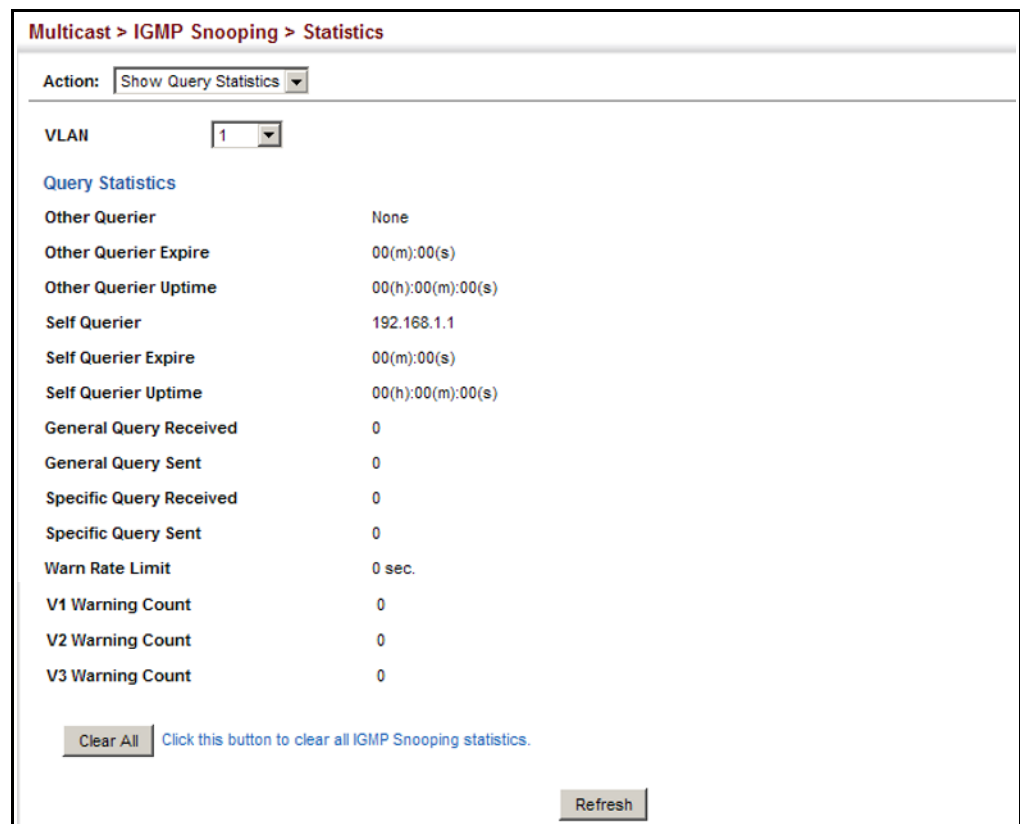 Multicast > IGMP Snooping > Statistics
Action: Show Query Statistics
VLAN 1
Query Statistics
Other Querier None
Other Querier Expire 00(m):00(s)
Other Querier Uptime 00(h):00(m):00(s)
Self Querier 192.168.1.1
Self Querier Expire 00(m):00(s)
Self Querier Uptime 00(h):00(m):00(s)
General Query Received 0
General Query Sent 0
Specific Query Received 0
Specific Query Sent 0
Warn Rate Limit 0 sec.
V1 Warning Count 0
V2 Warning Count 0
V3 Warning Count 0
Clear All Click this button to clear all IGMP Snooping statistics.
Refresh